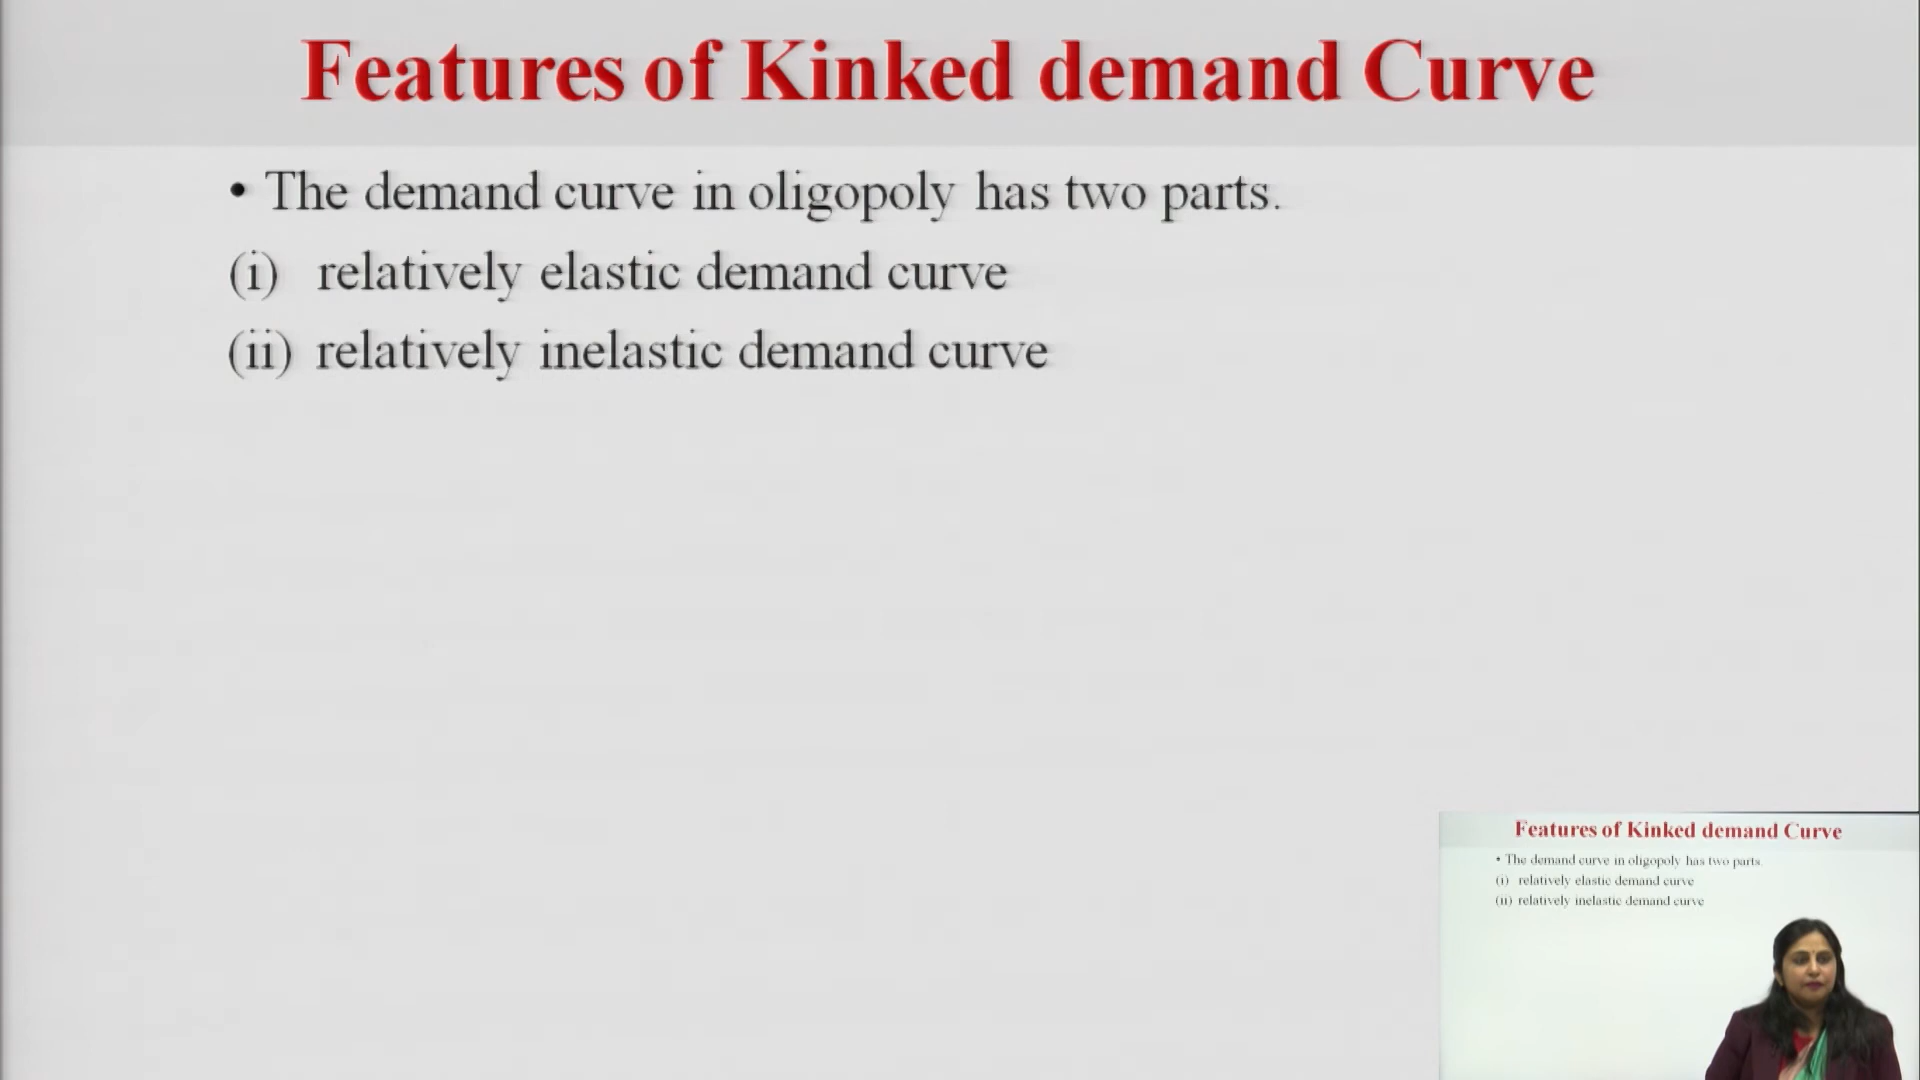 Features of Kinked demand Curve
• The demand curve in oligopoly has two parts.
(i) relatively elastic demand curve
(ii) relatively inelastic demand curve
Features of Kinked demand Curve
• The demand curve in oligopoly has two parts.
(i) relatively elastic demand curve
(ii) relatively inelastic demand curve